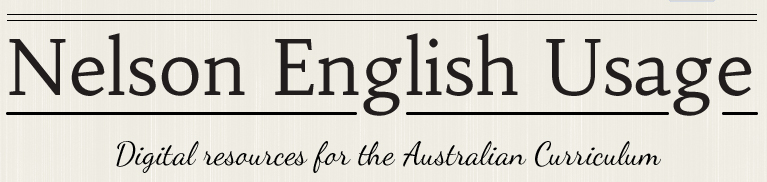 Nelson English Usage
Digital resources for the Australian Curriculum